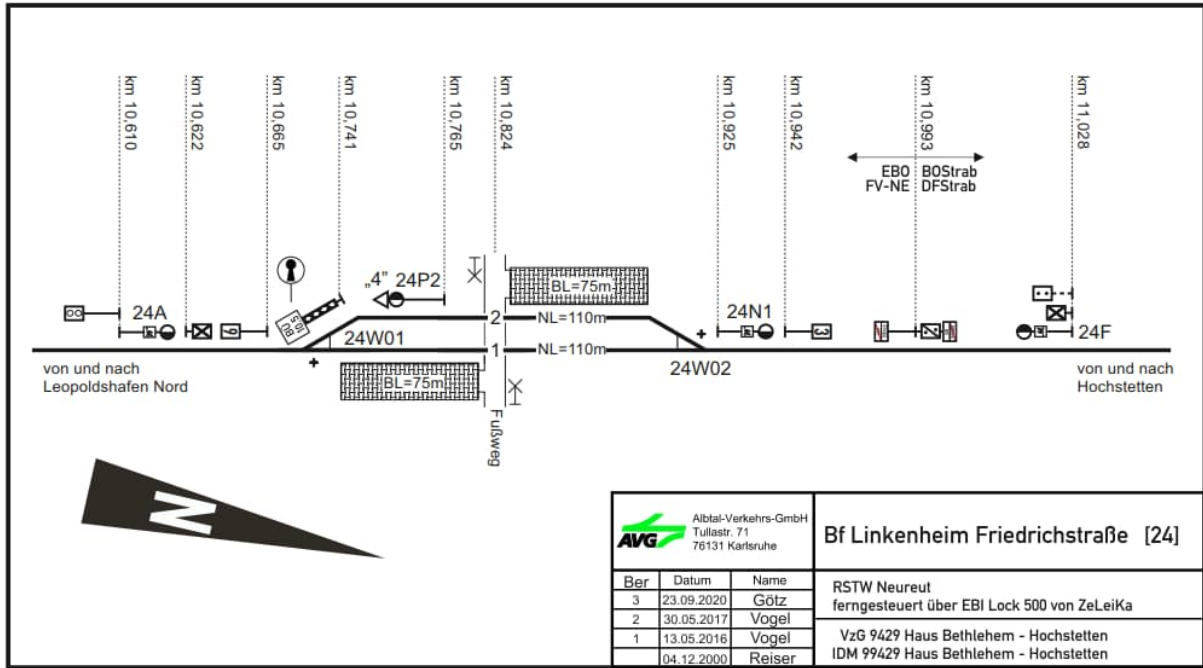 km 10,610
km 10,622
km 10,665
km 10,741
km 10,765
km 10,824
km 10,925
km 10,942
km 10,993
km 11,028
EBO BOStrab
FV-NE DFStrab
„4" 24P2
BL=75m
24A
BÜ
10,5
9
2
NL=110m
24N1
3
24F
24W01
1
NL=110m
24W02
von und nach
Leopoldshafen Nord
BL=75m
von und nach
Hochstetten
Fußweg
N
AVG
Albtal-Verkehrs-GmbH
Tullastr. 71
76131 Karlsruhe
Bf Linkenheim Friedrichstraße [24]
Ber Datum Name
3 23.09.2020 Götz
2 30.05.2017 Vogel
1 13.05.2016 Vogel
04.12.2000 Reiser
RSTW Neureut
ferngesteuert über EBI Lock 500 von ZeLeiKa
VzG 9429 Haus Bethlehem - Hochstetten
IDM 99429 Haus Bethlehem - Hochstetten